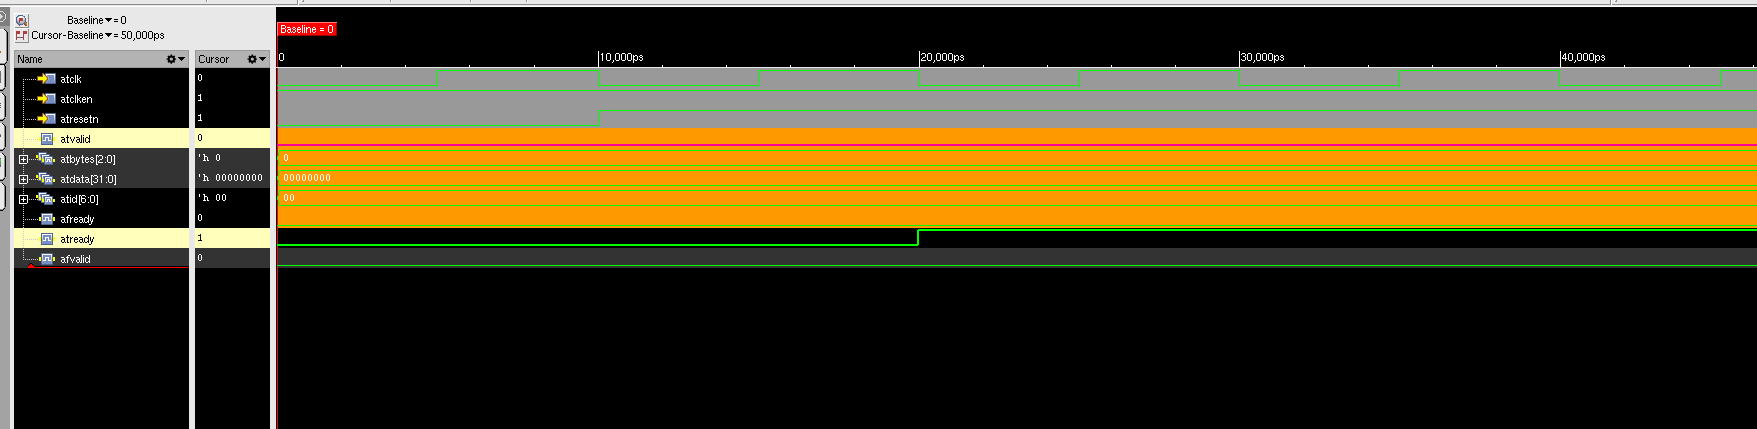 Baseline▼= 0
Cursor-Baseline▼= 50,000ps
Baseline = 0
Name Cursor 0 10,000ps 20,000ps 30,000ps 40,000ps
atclk 0
atclken 1
atresetn 1
atvalid 0
atbytes[2:0] 'h 0 0
atdata[31:0] 'h 00000000 00000000
atid[6:0] 'h 00 00
afready 0
atready 1
afvalid 0